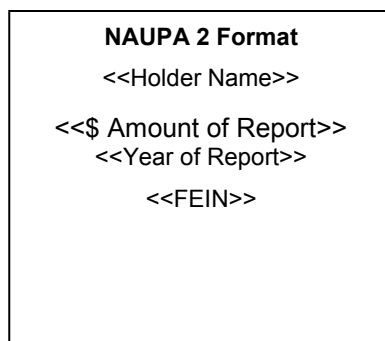 NAUPA 2 Format
<<Holder Name>>
<<$ Amount of Report>>
<<Year of Report>>
<<FEIN>>